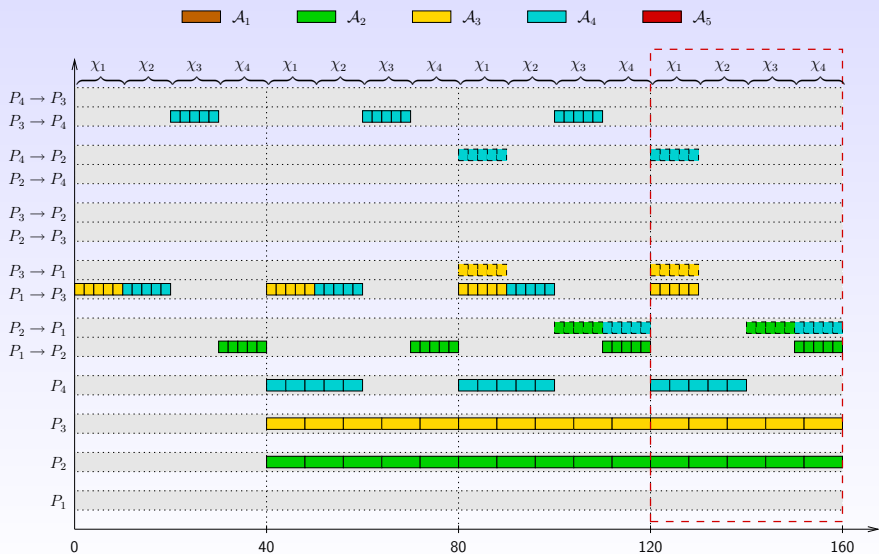 𝒜₁ 𝒜₂ 𝒜₃ 𝒜₄ 𝒜₅
χ₁ χ₂ χ₃ χ₄ χ₁ χ₂ χ₃ χ₄ χ₁ χ₂ χ₃ χ₄ χ₁ χ₂ χ₃ χ₄
P₄ → P₃
P₃ → P₄
P₄ → P₂
P₂ → P₄
P₃ → P₂
P₂ → P₃
P₃ → P₁
P₁ → P₃
P₂ → P₁
P₁ → P₂
P₄
P₃
P₂
P₁
0 40 80 120 160